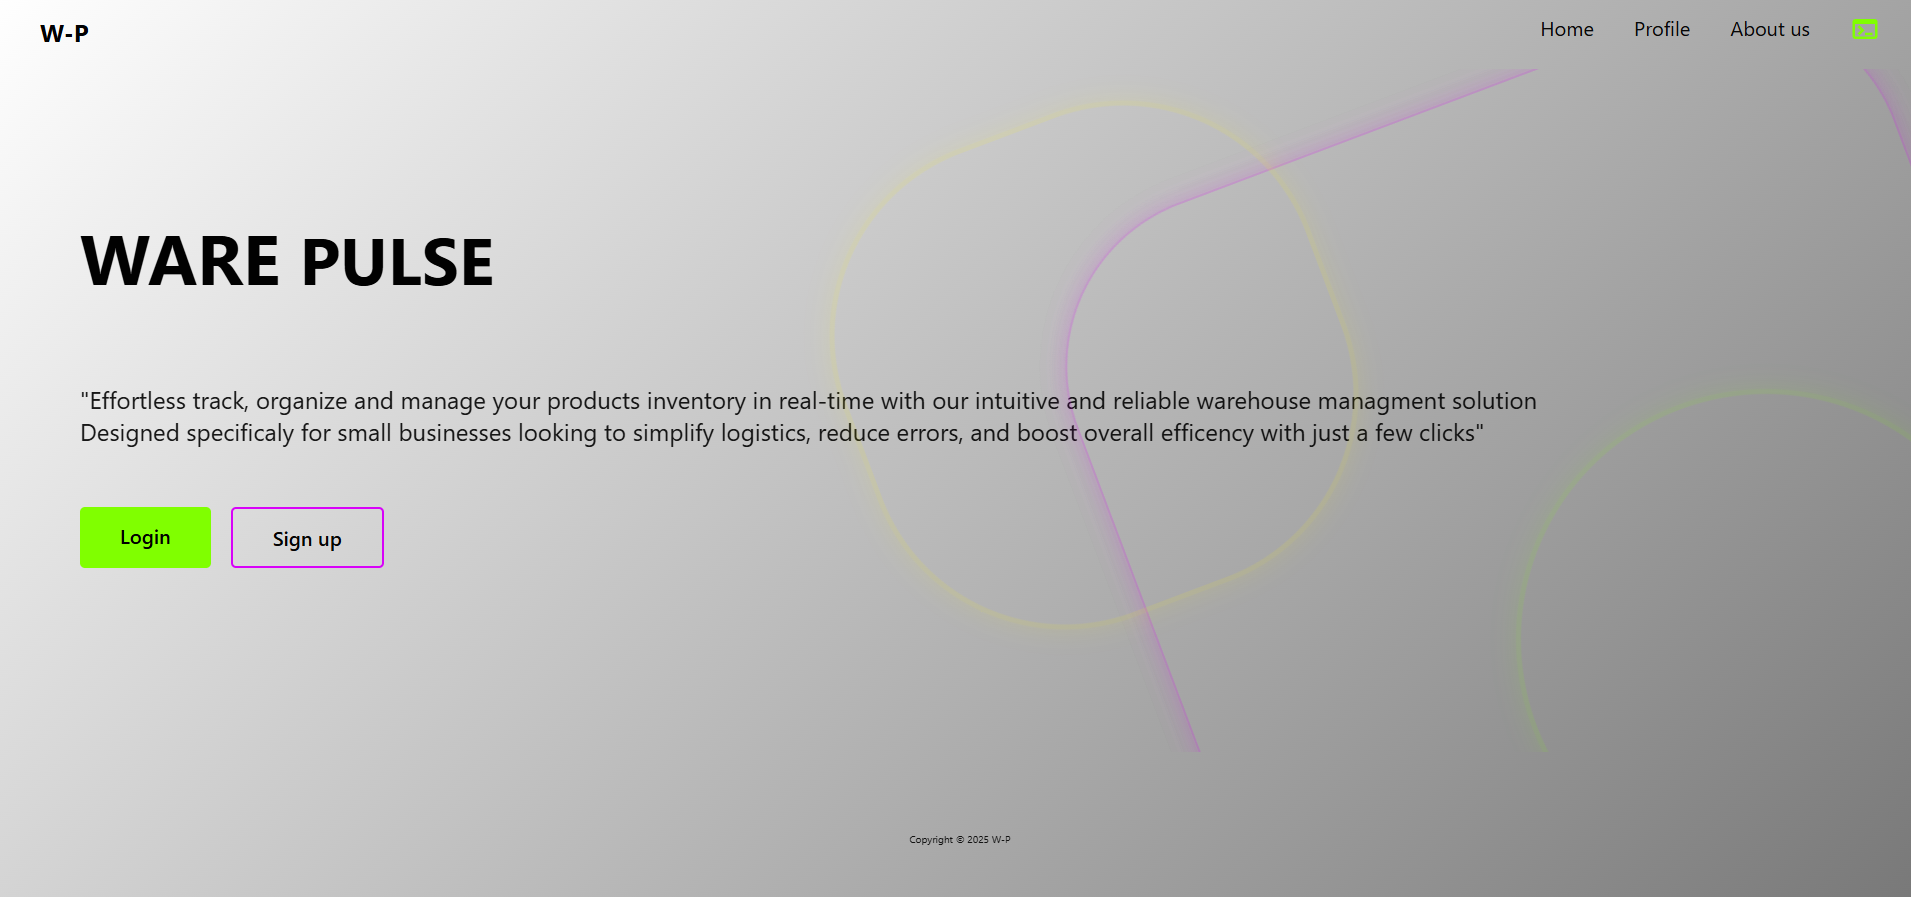 W-P
Home Profile About us
WARE PULSE
"Effortless track, organize and manage your products inventory in real-time with our intuitive and reliable warehouse managment solution
Designed specificaly for small businesses looking to simplify logistics, reduce errors, and boost overall efficency with just a few clicks"
Login Sign up
Copyright © 2025 W-P